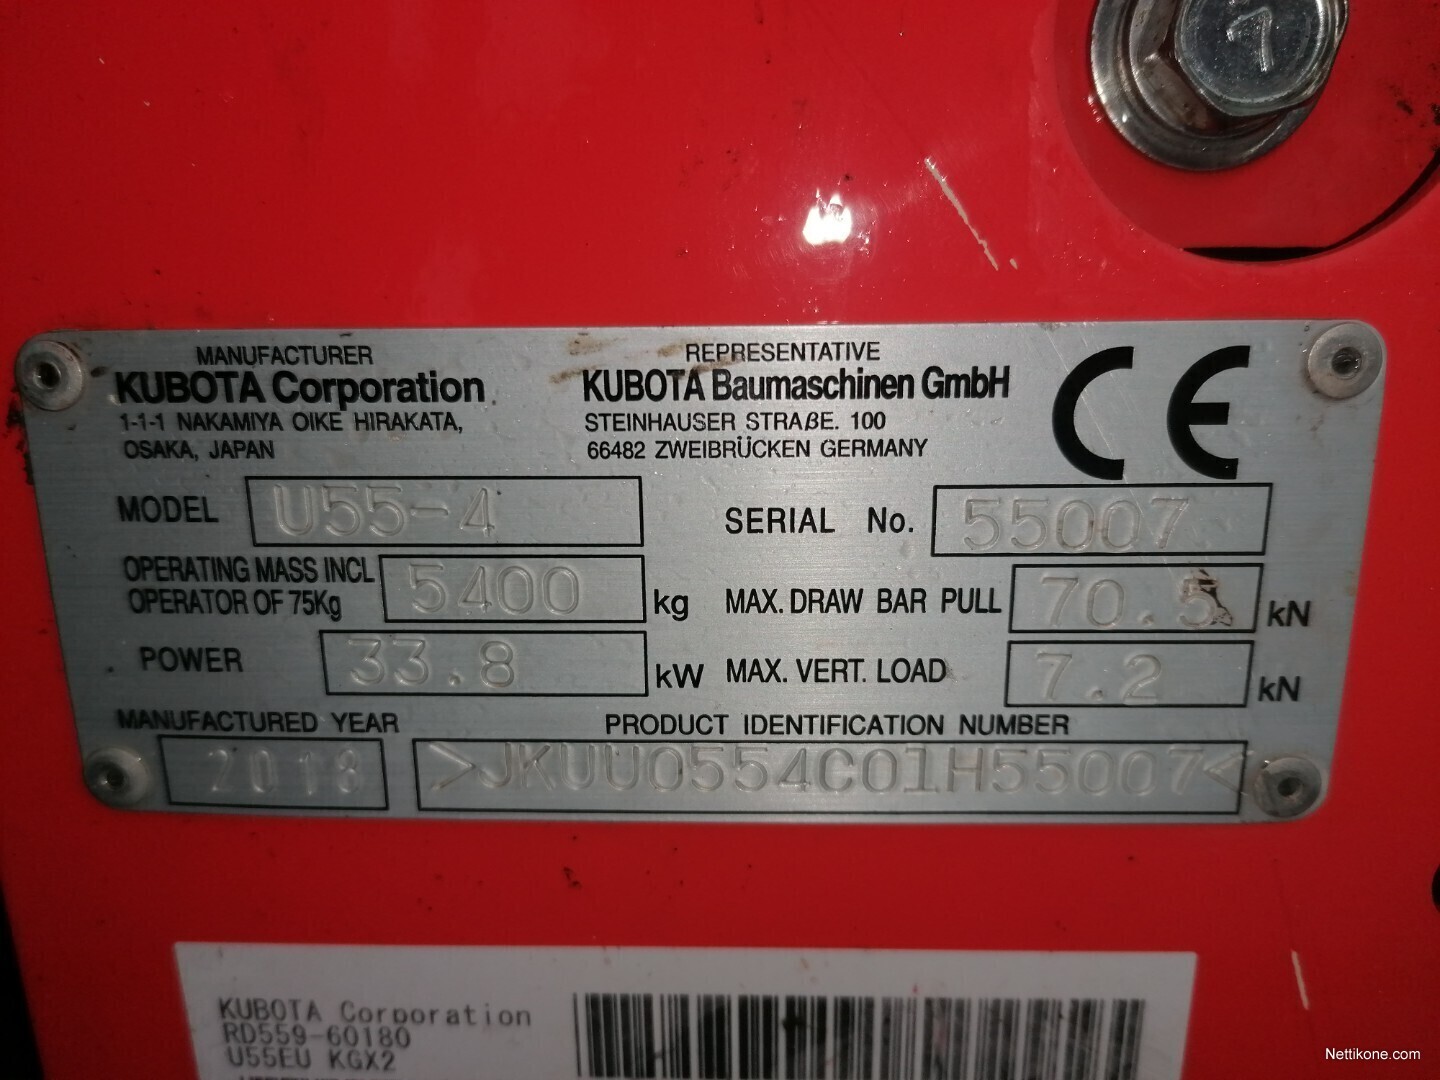 7
MANUFACTURER
KUBOTA Corporation
1-1-1 NAKAMIYA OIKE HIRAKATA,
OSAKA, JAPAN
REPRESENTATIVE
KUBOTA Baumaschinen GmbH
STEINHAUSER STRAßE. 100
66482 ZWEIBRÜCKEN GERMANY
CE
MODEL U55-4
SERIAL No. 55007
OPERATING MASS INCL
OPERATOR OF 75Kg 5400 kg
MAX. DRAW BAR PULL 70.5 kN
POWER 33.8 kW
MAX. VERT. LOAD 7.2 kN
MANUFACTURED YEAR
2018
PRODUCT IDENTIFICATION NUMBER
>JKUU0554C01H55007<
KUBOTA Corporation
RD559-60180
U55EU KGX2
Nettikone.com